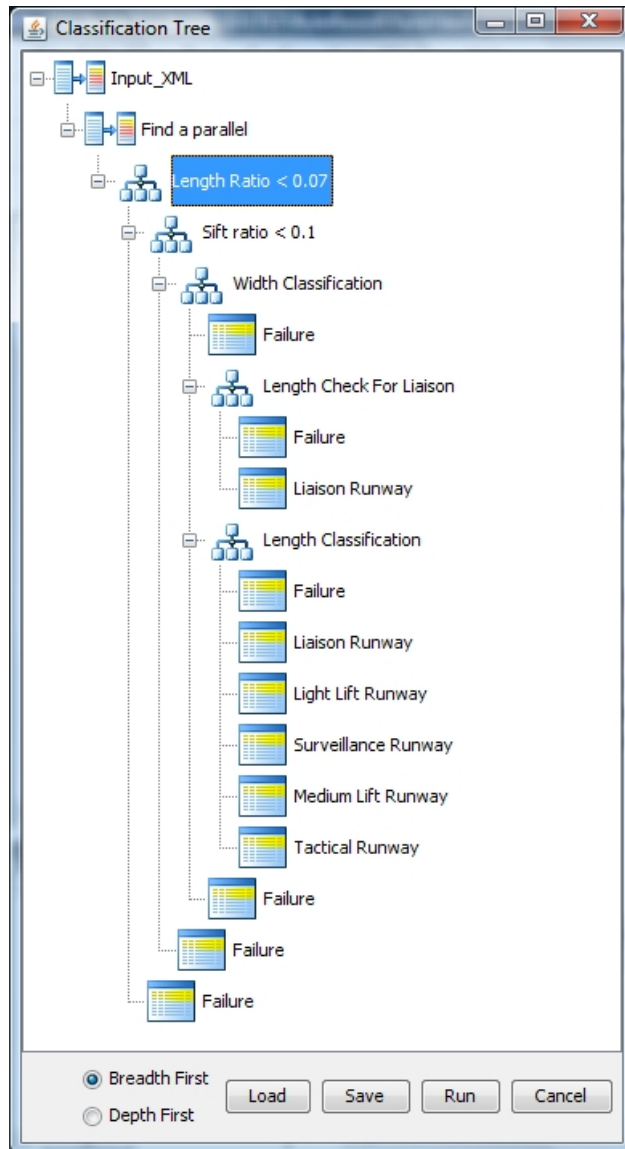 Classification Tree
Input_XML
Find a parallel
Length Ratio < 0.07
Sift ratio < 0.1
Width Classification
Failure
Length Check For Liaison
Failure
Liaison Runway
Length Classification
Failure
Liaison Runway
Light Lift Runway
Surveillance Runway
Medium Lift Runway
Tactical Runway
Failure
Failure
Failure
Breadth First
Depth First
Load Save Run Cancel